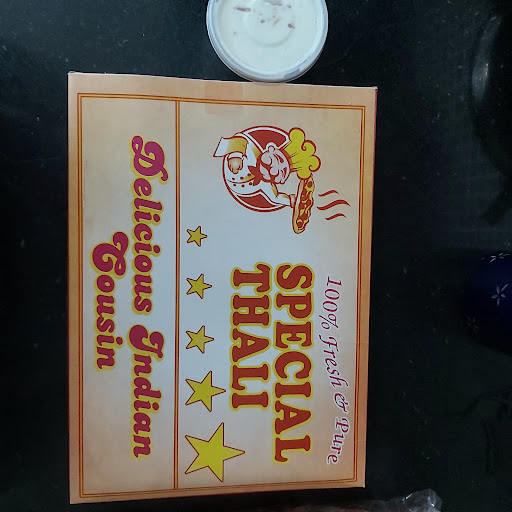 100% Fresh & Pure
SPECIAL
THALI
Delicious Indian
Cousin